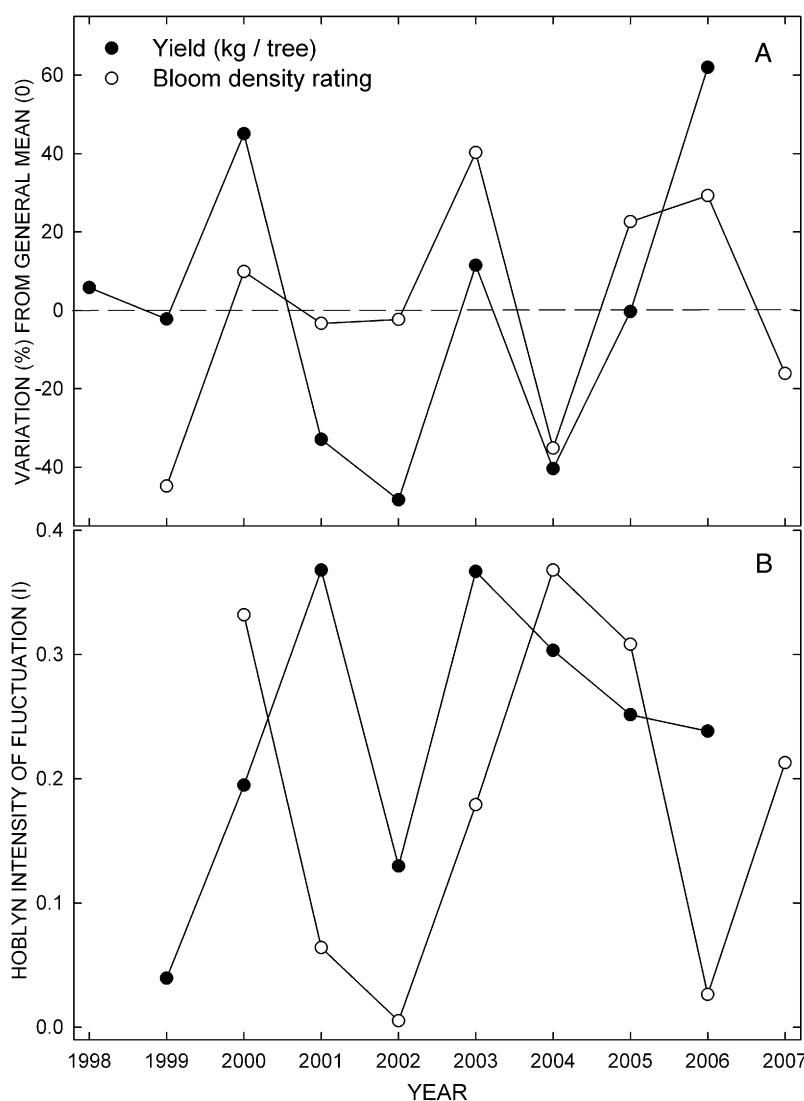 A
Yield (kg / tree)
Bloom density rating
VARIATION (%) FROM GENERAL MEAN (0)
60
40
20
0
-20
-40
B
HOBLYN INTENSITY OF FLUCTUATION (I)
0.4
0.3
0.2
0.1
0.0
1998 1999 2000 2001 2002 2003 2004 2005 2006 2007
YEAR